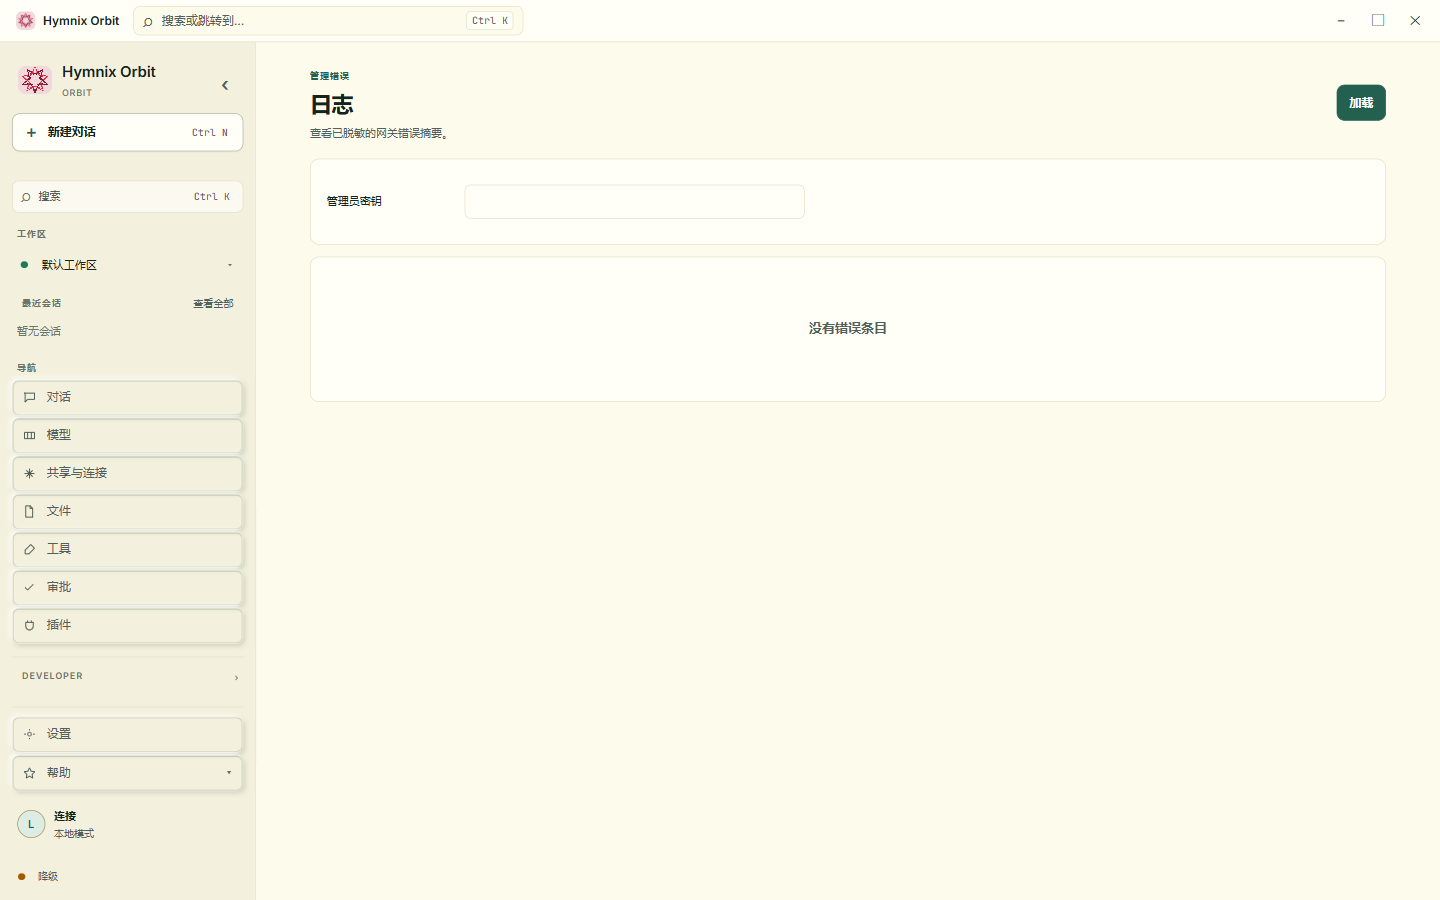 Hymnix Orbit
搜索或跳转到...
Ctrl K
Hymnix Orbit
ORBIT
新建对话
Ctrl N
搜索
Ctrl K
工作区
默认工作区
最近会话
查看全部
暂无会话
导航
对话
模型
共享与连接
文件
工具
审批
插件
DEVELOPER
设置
帮助
L
连接
本地模式
降级
管理错误
日志
查看已脱敏的网关错误摘要。
加载
管理员密钥
没有错误条目